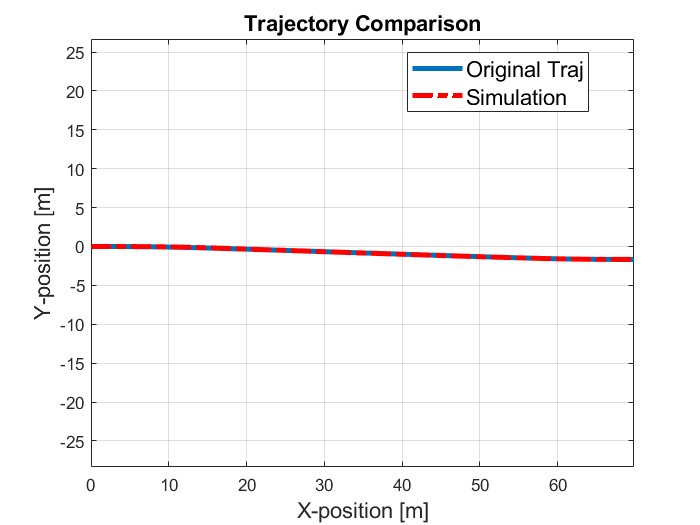 Trajectory Comparison
Original Traj
Simulation
25
20
15
10
5
0
-5
-10
-15
-20
-25
Y-position [m]
0 10 20 30 40 50 60
X-position [m]